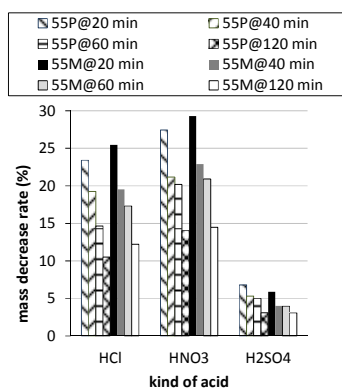 55P@20 min 55P@40 min
55P@60 min 55P@120 min
55M@20 min 55M@40 min
55M@60 min 55M@120 min
30
25
20
15
10
5
0
mass decrease rate (%)
HCl HNO3 H2SO4
kind of acid